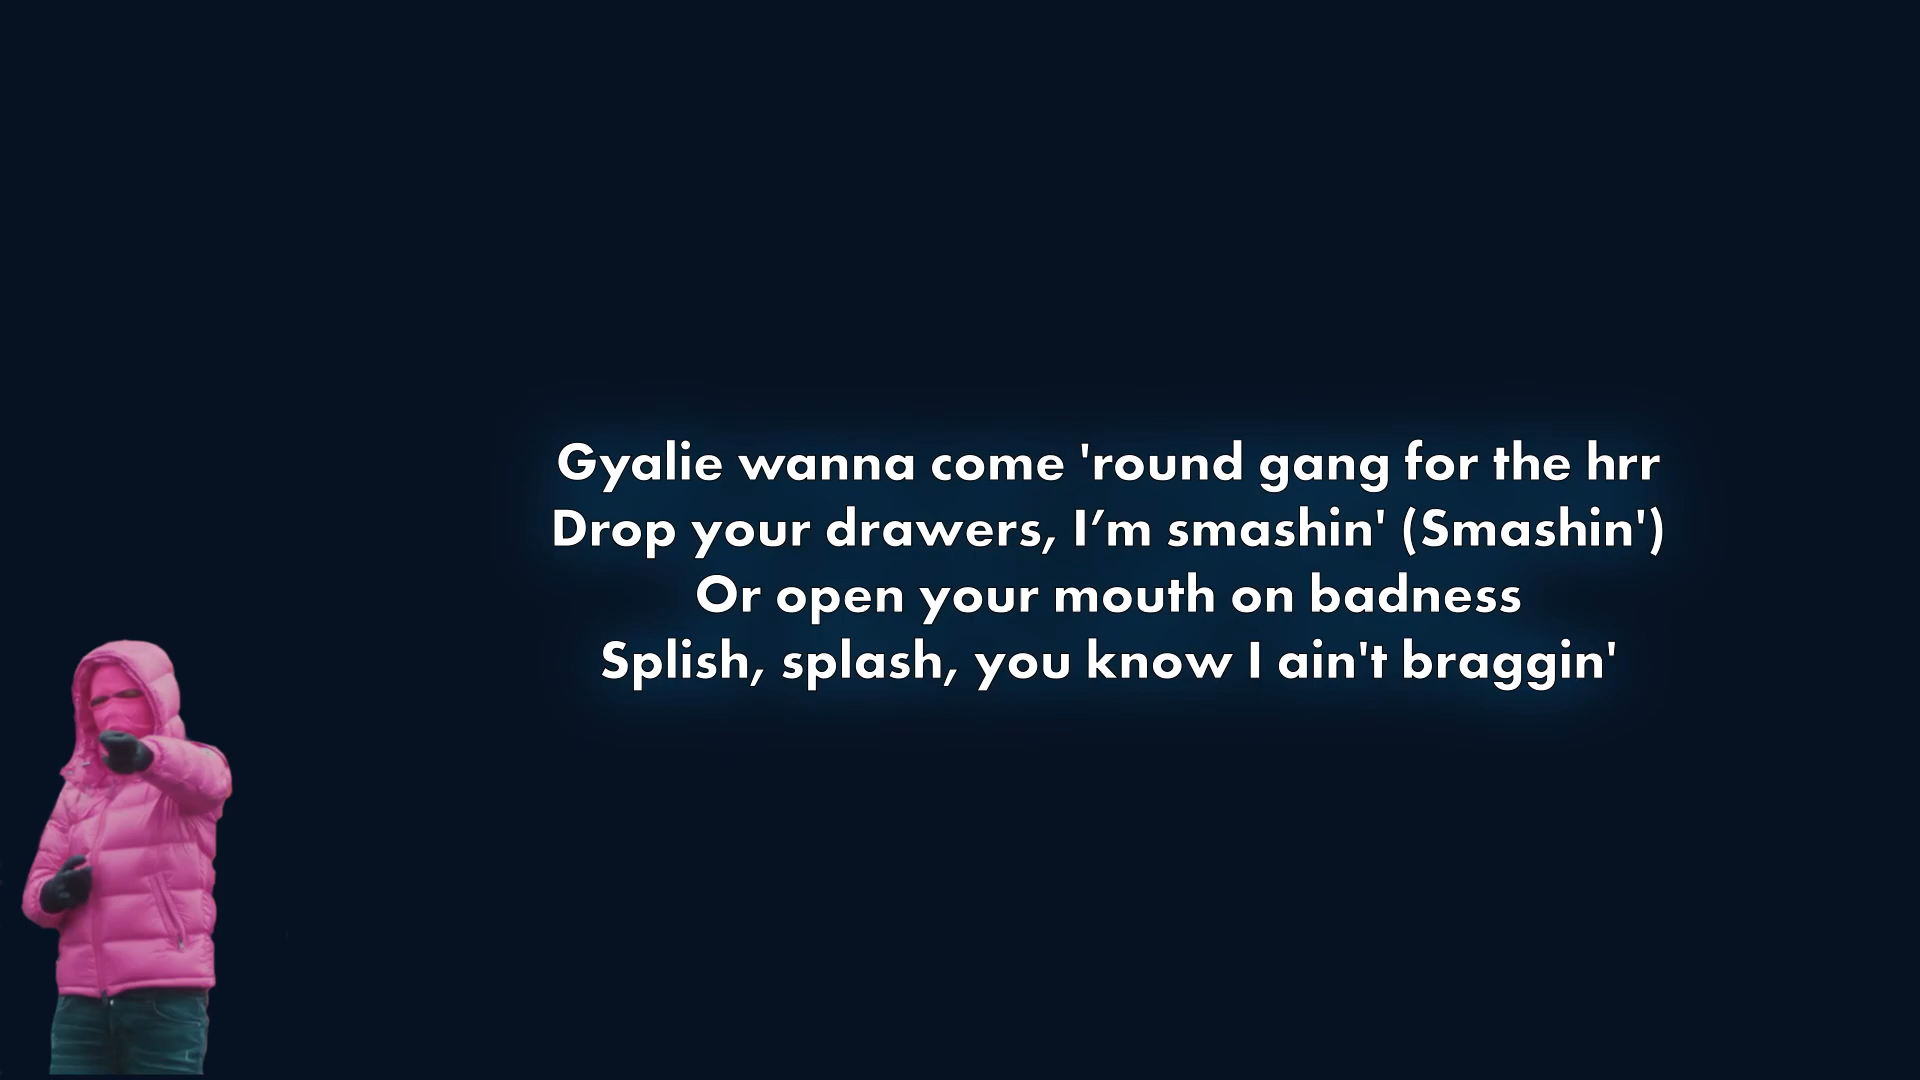 Gyalie wanna come 'round gang for the hrr
Drop your drawers, I’m smashin' (Smashin')
Or open your mouth on badness
Splish, splash, you know I ain't braggin'